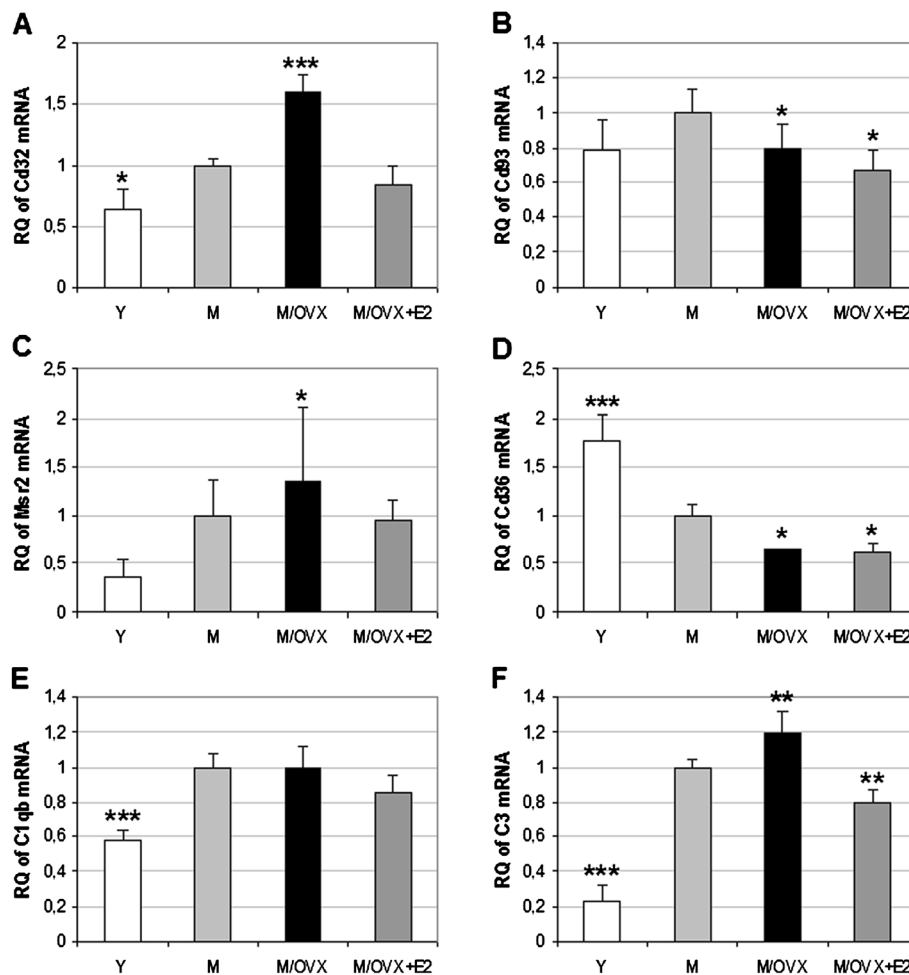 A
RQ of Cd32 mRNA
2
1,5
1
0,5
0
*
***
Y M M/OVX M/OVX+E2
B
RQ of Cd93 mRNA
1,4
1,2
1
0,8
0,6
0,4
0,2
0
*
*
Y M M/OVX M/OVX+E2
C
RQ of Msr2 mRNA
2,5
2
1,5
1
0,5
0
*
Y M M/OVX M/OVX+E2
D
RQ of Cd36 mRNA
2,5
2
1,5
1
0,5
0
***
*
*
Y M M/OVX M/OVX+E2
E
RQ of C1qb mRNA
1,4
1,2
1
0,8
0,6
0,4
0,2
0
***
Y M M/OVX M/OVX+E2
F
RQ of C3 mRNA
1,4
1,2
1
0,8
0,6
0,4
0,2
0
***
**
**
Y M M/OVX M/OVX+E2